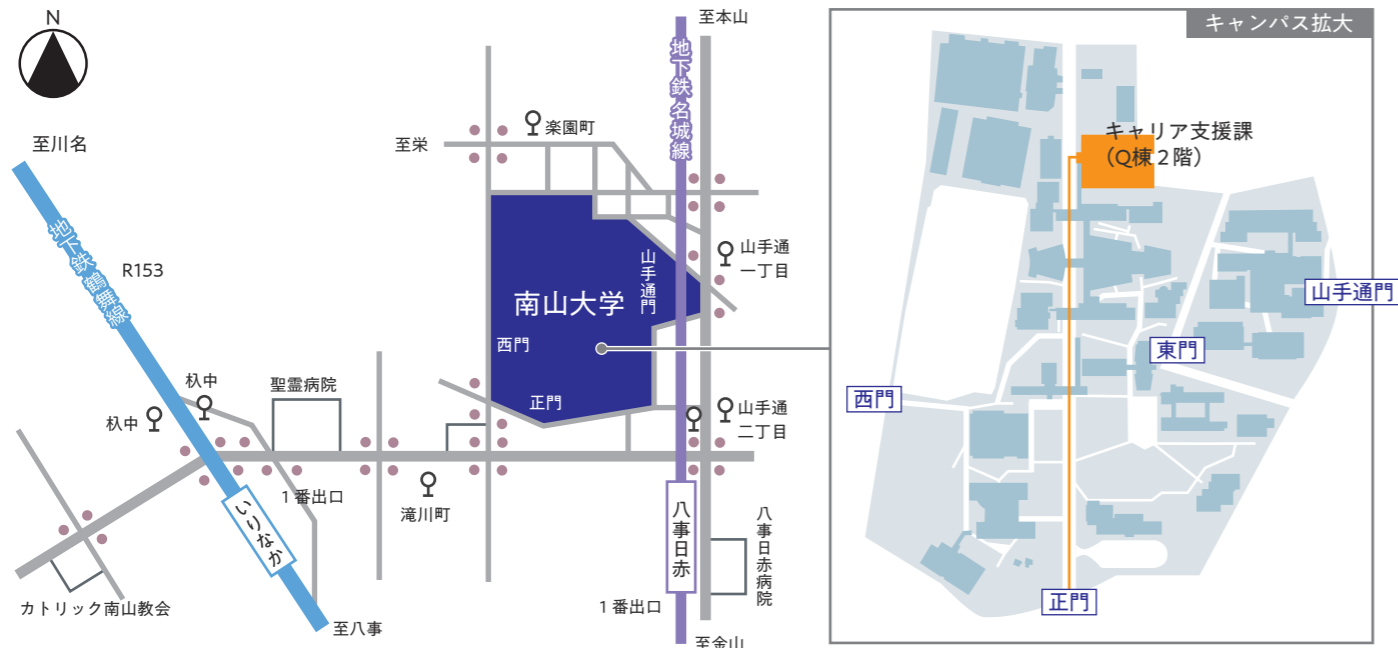 N
至川名
地下鉄鶴舞線
R153
至本山
地下鉄名城線
至栄
楽園町
山手通
一丁目
山手通門
南山大学
西門
正門
山手通
二丁目
杁中
杁中
聖霊病院
1番出口
滝川町
いりなか
カトリック南山教会
至八事
八事日赤
八事日赤病院
1番出口
至金山
キャンパス拡大
キャリア支援課
（Q棟２階）
山手通門
東門
西門
正門